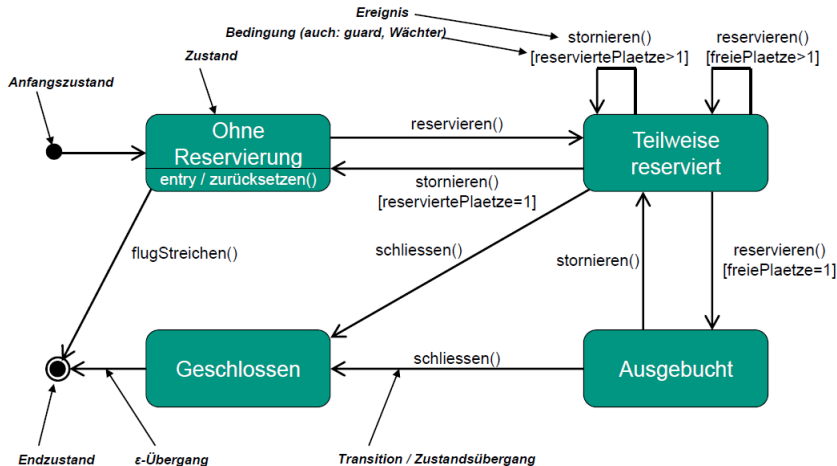 Ereignis
Bedingung (auch: guard, Wächter)
stornieren()
[reserviertePlaetze>1]
reservieren()
[freiePlaetze>1]
Zustand
Anfangszustand
Ohne
Reservierung
entry / zurücksetzen()
reservieren()
Teilweise
reserviert
stornieren()
[reserviertePlaetze=1]
flugStreichen()
schliessen()
stornieren()
reservieren()
[freiePlaetze=1]
Geschlossen
schliessen()
Ausgebucht
Endzustand
ε-Übergang
Transition / Zustandsübergang